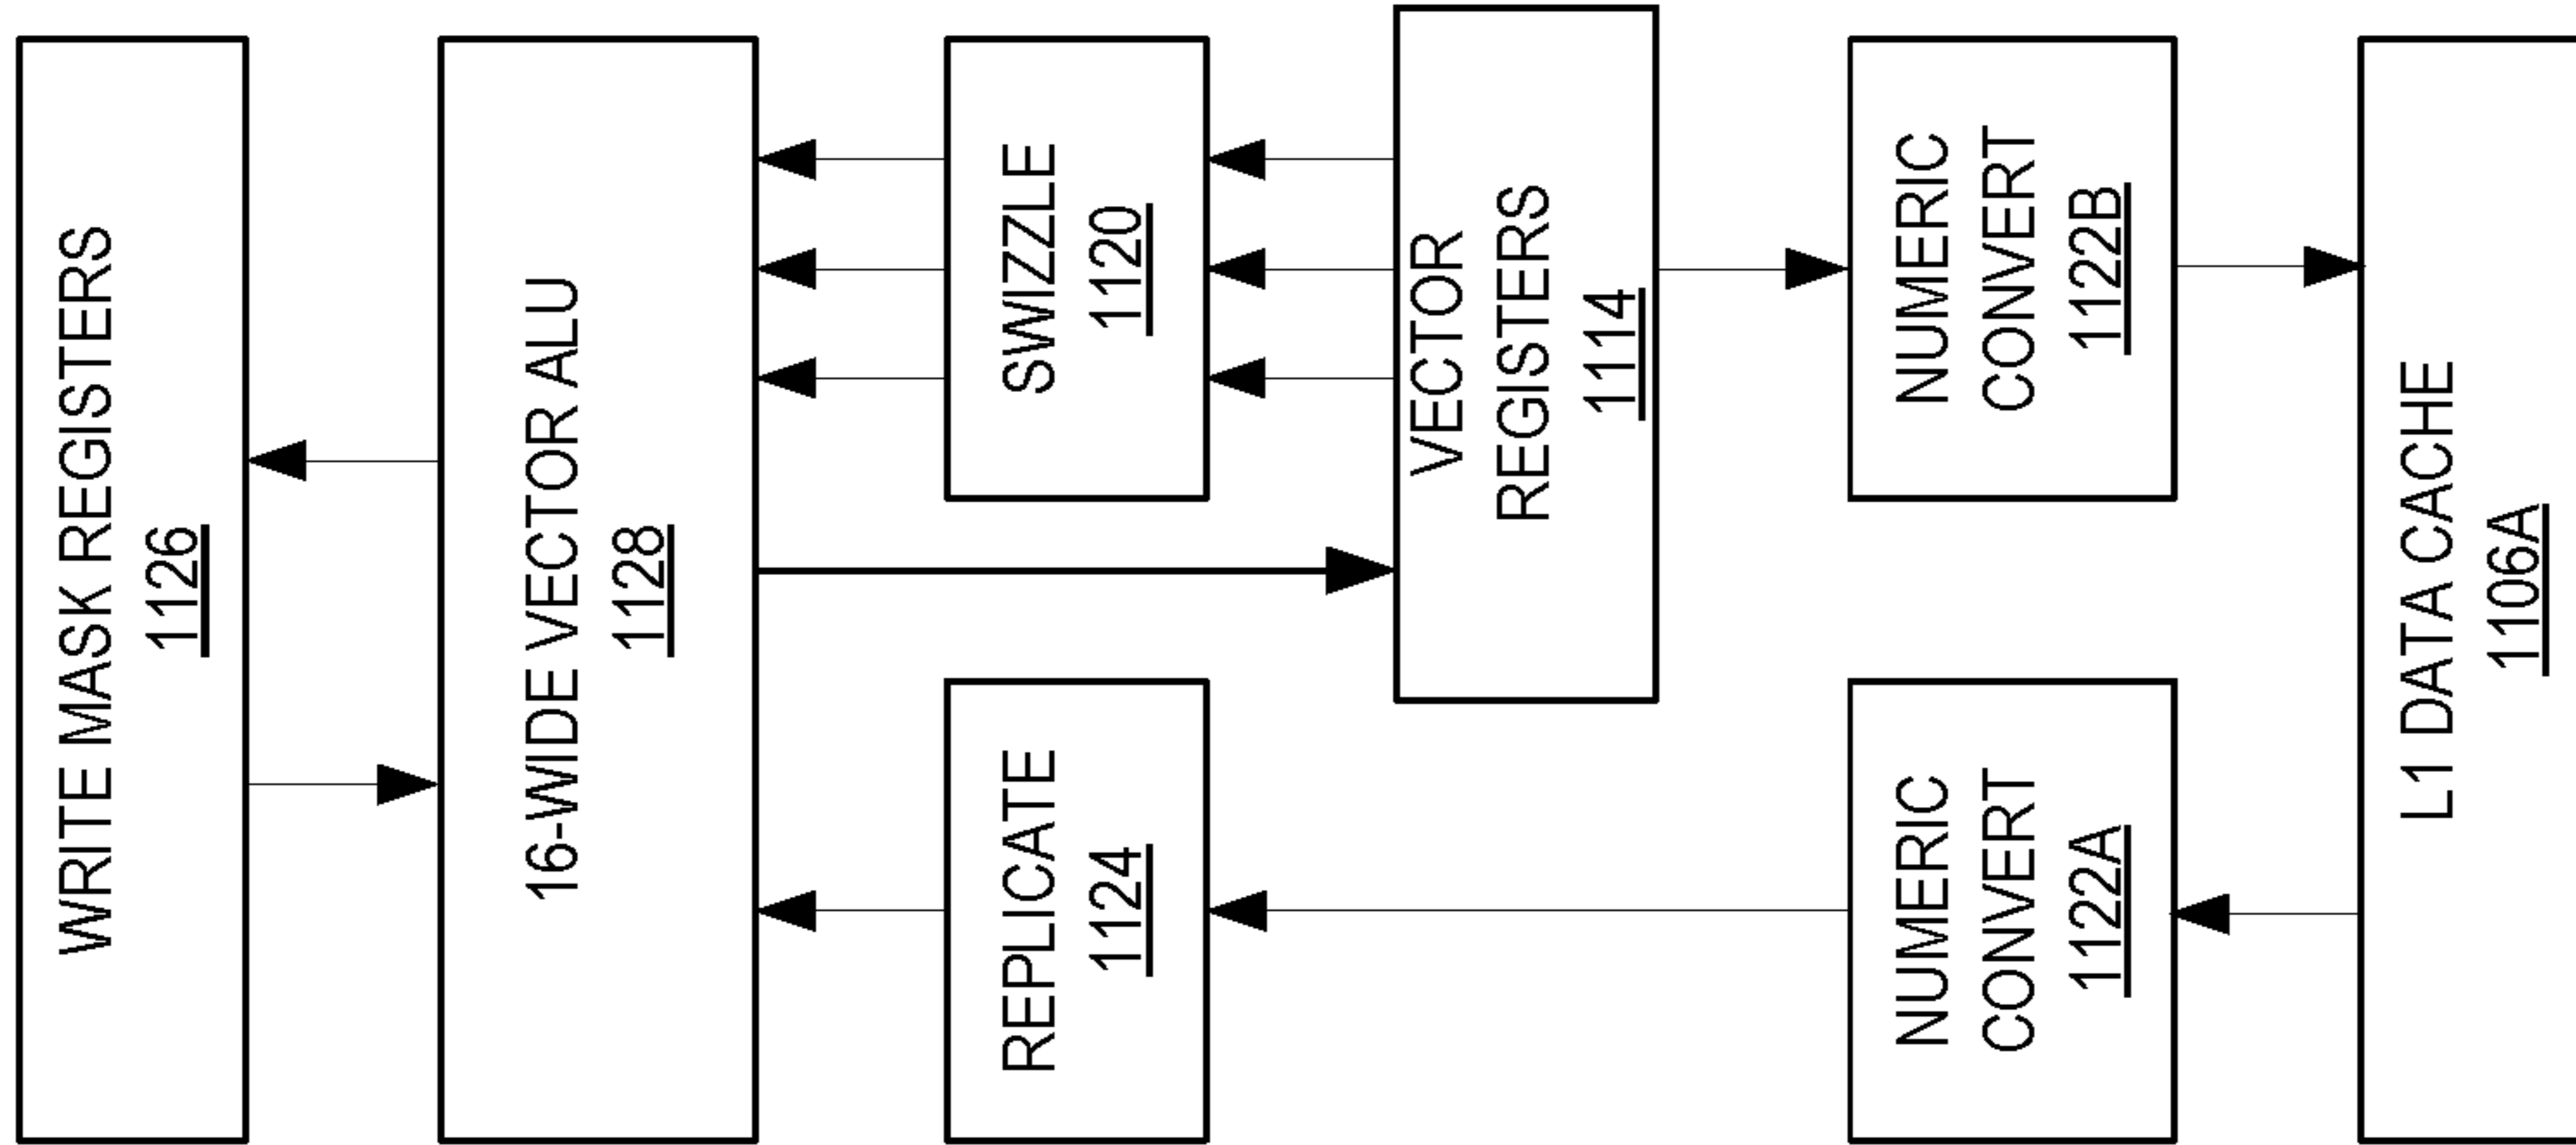 WRITE MASK REGISTERS
1126
16-WIDE VECTOR ALU
1128
REPLICATE
1124
SWIZZLE
1120
VECTOR
REGISTERS
1114
NUMERIC
CONVERT
1122A
NUMERIC
CONVERT
1122B
L1 DATA CACHE
1106A